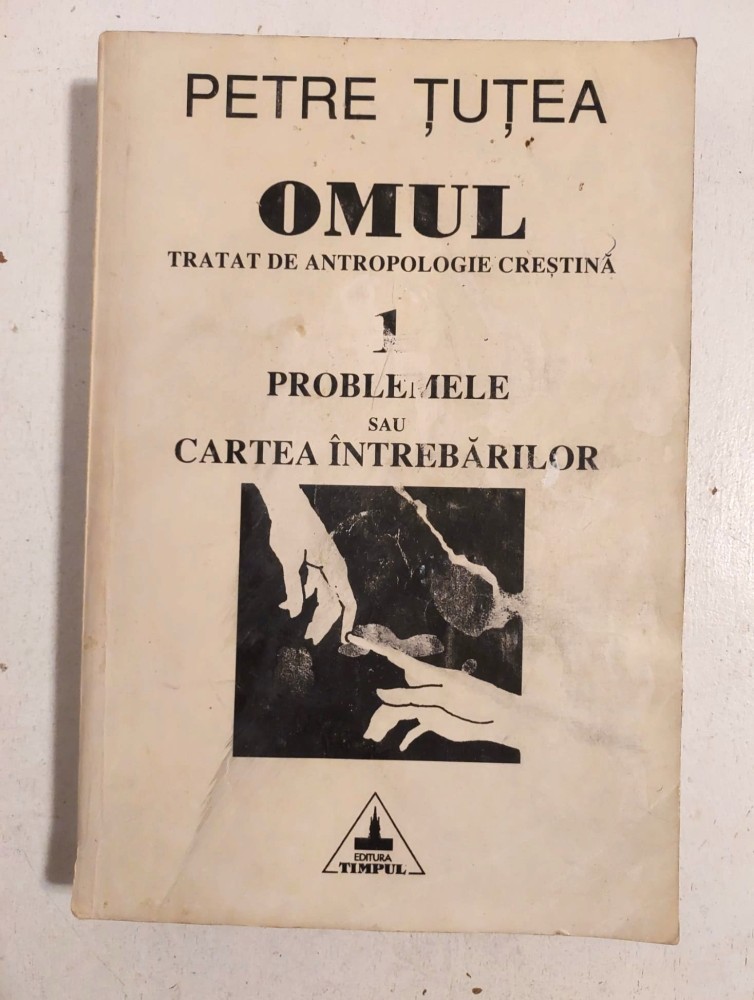 PETRE ȚUȚEA
OMUL
TRATAT DE ANTROPOLOGIE CREȘTINĂ
1
PROBLEMELE
SAU
CARTEA ÎNTREBĂRILOR
EDITURA
TIMPUL